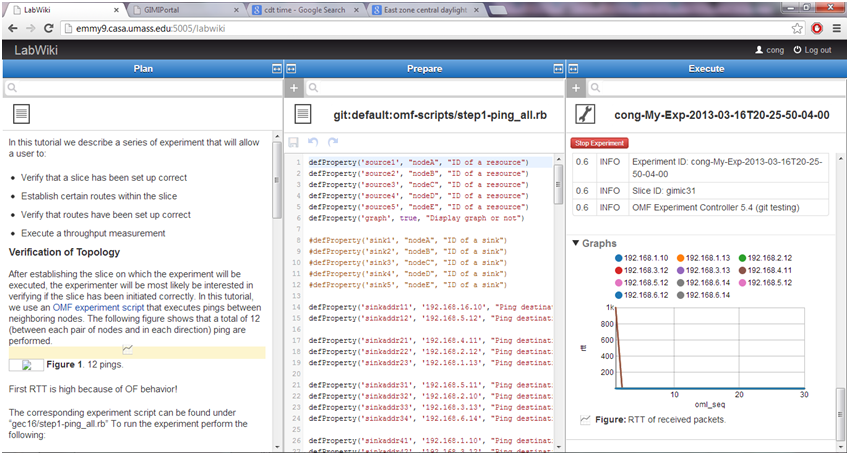 LabWiki
GIMIPortal
cdt time - Google Search
East zone central daylight
emmy9.casa.umass.edu:5005/labwiki
LabWiki
cong
Log out
Plan
Prepare
Execute
In this tutorial we describe a series of experiment that will allow
a user to:
Verify that a slice has been set up correct
Establish certain routes within the slice
Verify that routes have been set up correct
Execute a throughput measurement
Verification of Topology
After establishing the slice on which the experiment will be
executed, the experimenter will be most likely be interested in
verifying if the slice has been initiated correctly. In this tutorial,
we use an OMF experiment script that executes pings between
neighboring nodes. The following figure shows that a total of 12
(between each pair of nodes and in each direction) ping are
performed.
Figure 1. 12 pings.
First RTT is high because of OF behavior!
The corresponding experiment script can be found under
"gec16/step1-ping_all.rb" To run the experiment perform the
following:
git:default:omf-scripts/step1-ping_all.rb
1 defProperty('source1', "nodeA", "ID of a resource")
2 defProperty('source2', "nodeB", "ID of a resource")
3 defProperty('source3', "nodeC", "ID of a resource")
4 defProperty('source4', "nodeD", "ID of a resource")
5 defProperty('source5', "nodeE", "ID of a resource")
6 defProperty('graph', true, "Display graph or not")
7
8 #defProperty('sink1', "nodeA", "ID of a sink")
9 #defProperty('sink2', "nodeB", "ID of a sink")
10 #defProperty('sink3', "nodeC", "ID of a sink")
11 #defProperty('sink4', "nodeD", "ID of a sink")
12 #defProperty('sink5', "nodeE", "ID of a sink")
13
14 defProperty('sinkaddr11', '192.168.16.10', "Ping destinat
15 defProperty('sinkaddr12', '192.168.5.12', "Ping destinati
16
17 defProperty('sinkaddr21', '192.168.4.11', "Ping destinati
18 defProperty('sinkaddr22', '192.168.2.12', "Ping destinati
19 defProperty('sinkaddr23', '192.168.1.13', "Ping destinati
20
21 defProperty('sinkaddr31', '192.168.5.11', "Ping destinati
22 defProperty('sinkaddr32', '192.168.2.10', "Ping destinati
23 defProperty('sinkaddr33', '192.168.3.13', "Ping destinati
24 defProperty('sinkaddr34', '192.168.6.14', "Ping destinati
25
26 defProperty('sinkaddr41', '192.168.1.10', "Ping destinati
cong-My-Exp-2013-03-16T20-25-50-04-00
Stop Experiment
0.6 INFO Experiment ID: cong-My-Exp-2013-03-16T20-25-
50-04-00
0.6 INFO Slice ID: gimic31
0.6 INFO OMF Experiment Controller 5.4 (git testing)
Graphs
192.168.1.10 192.168.1.13 192.168.2.12
192.168.3.12 192.168.3.13 192.168.4.11
192.168.5.12 192.168.6.14 192.168.5.12
192.168.6.12 192.168.6.14
1k
800
600
400
200
rtt
10 20 30
oml_seq
Figure: RTT of received packets.